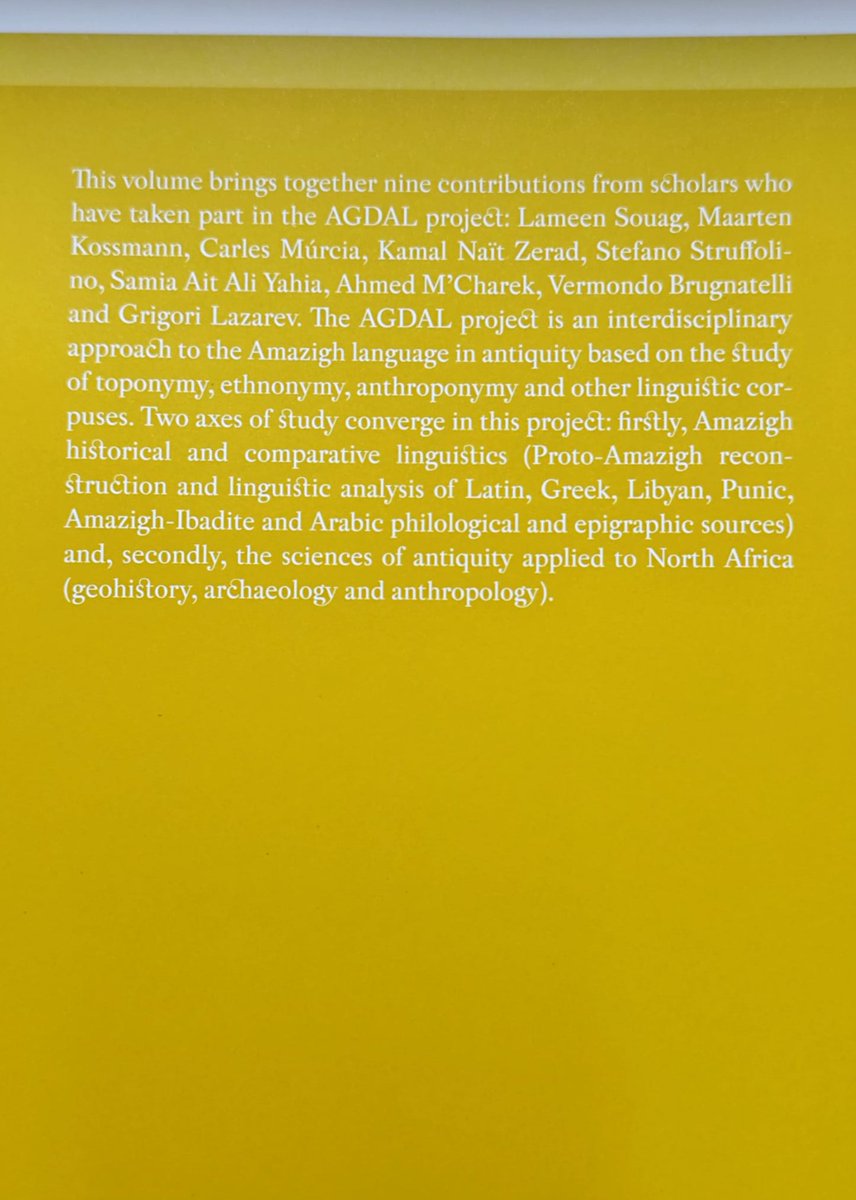 This volume brings together nine contributions from scholars who
have taken part in the AGDAL project: Lameen Souag, Maarten
Kossmann, Carles Múrcia, Kamal Naït Zerad, Stefano Struffoli-
no, Samia Ait Ali Yahia, Ahmed M’Charek, Vermondo Brugnatelli
and Grigori Lazarev. The AGDAL project is an interdisciplinary
approach to the Amazigh language in antiquity based on the study
of toponymy, ethnonymy, anthroponymy and other linguistic cor-
puses. Two axes of study converge in this project: firstly, Amazigh
historical and comparative linguistics (Proto-Amazigh recon-
struction and linguistic analysis of Latin, Greek, Libyan, Punic,
Amazigh-Ibadite and Arabic philological and epigraphic sources)
and, secondly, the sciences of antiquity applied to North Africa
(geohistory, archaeology and anthropology).